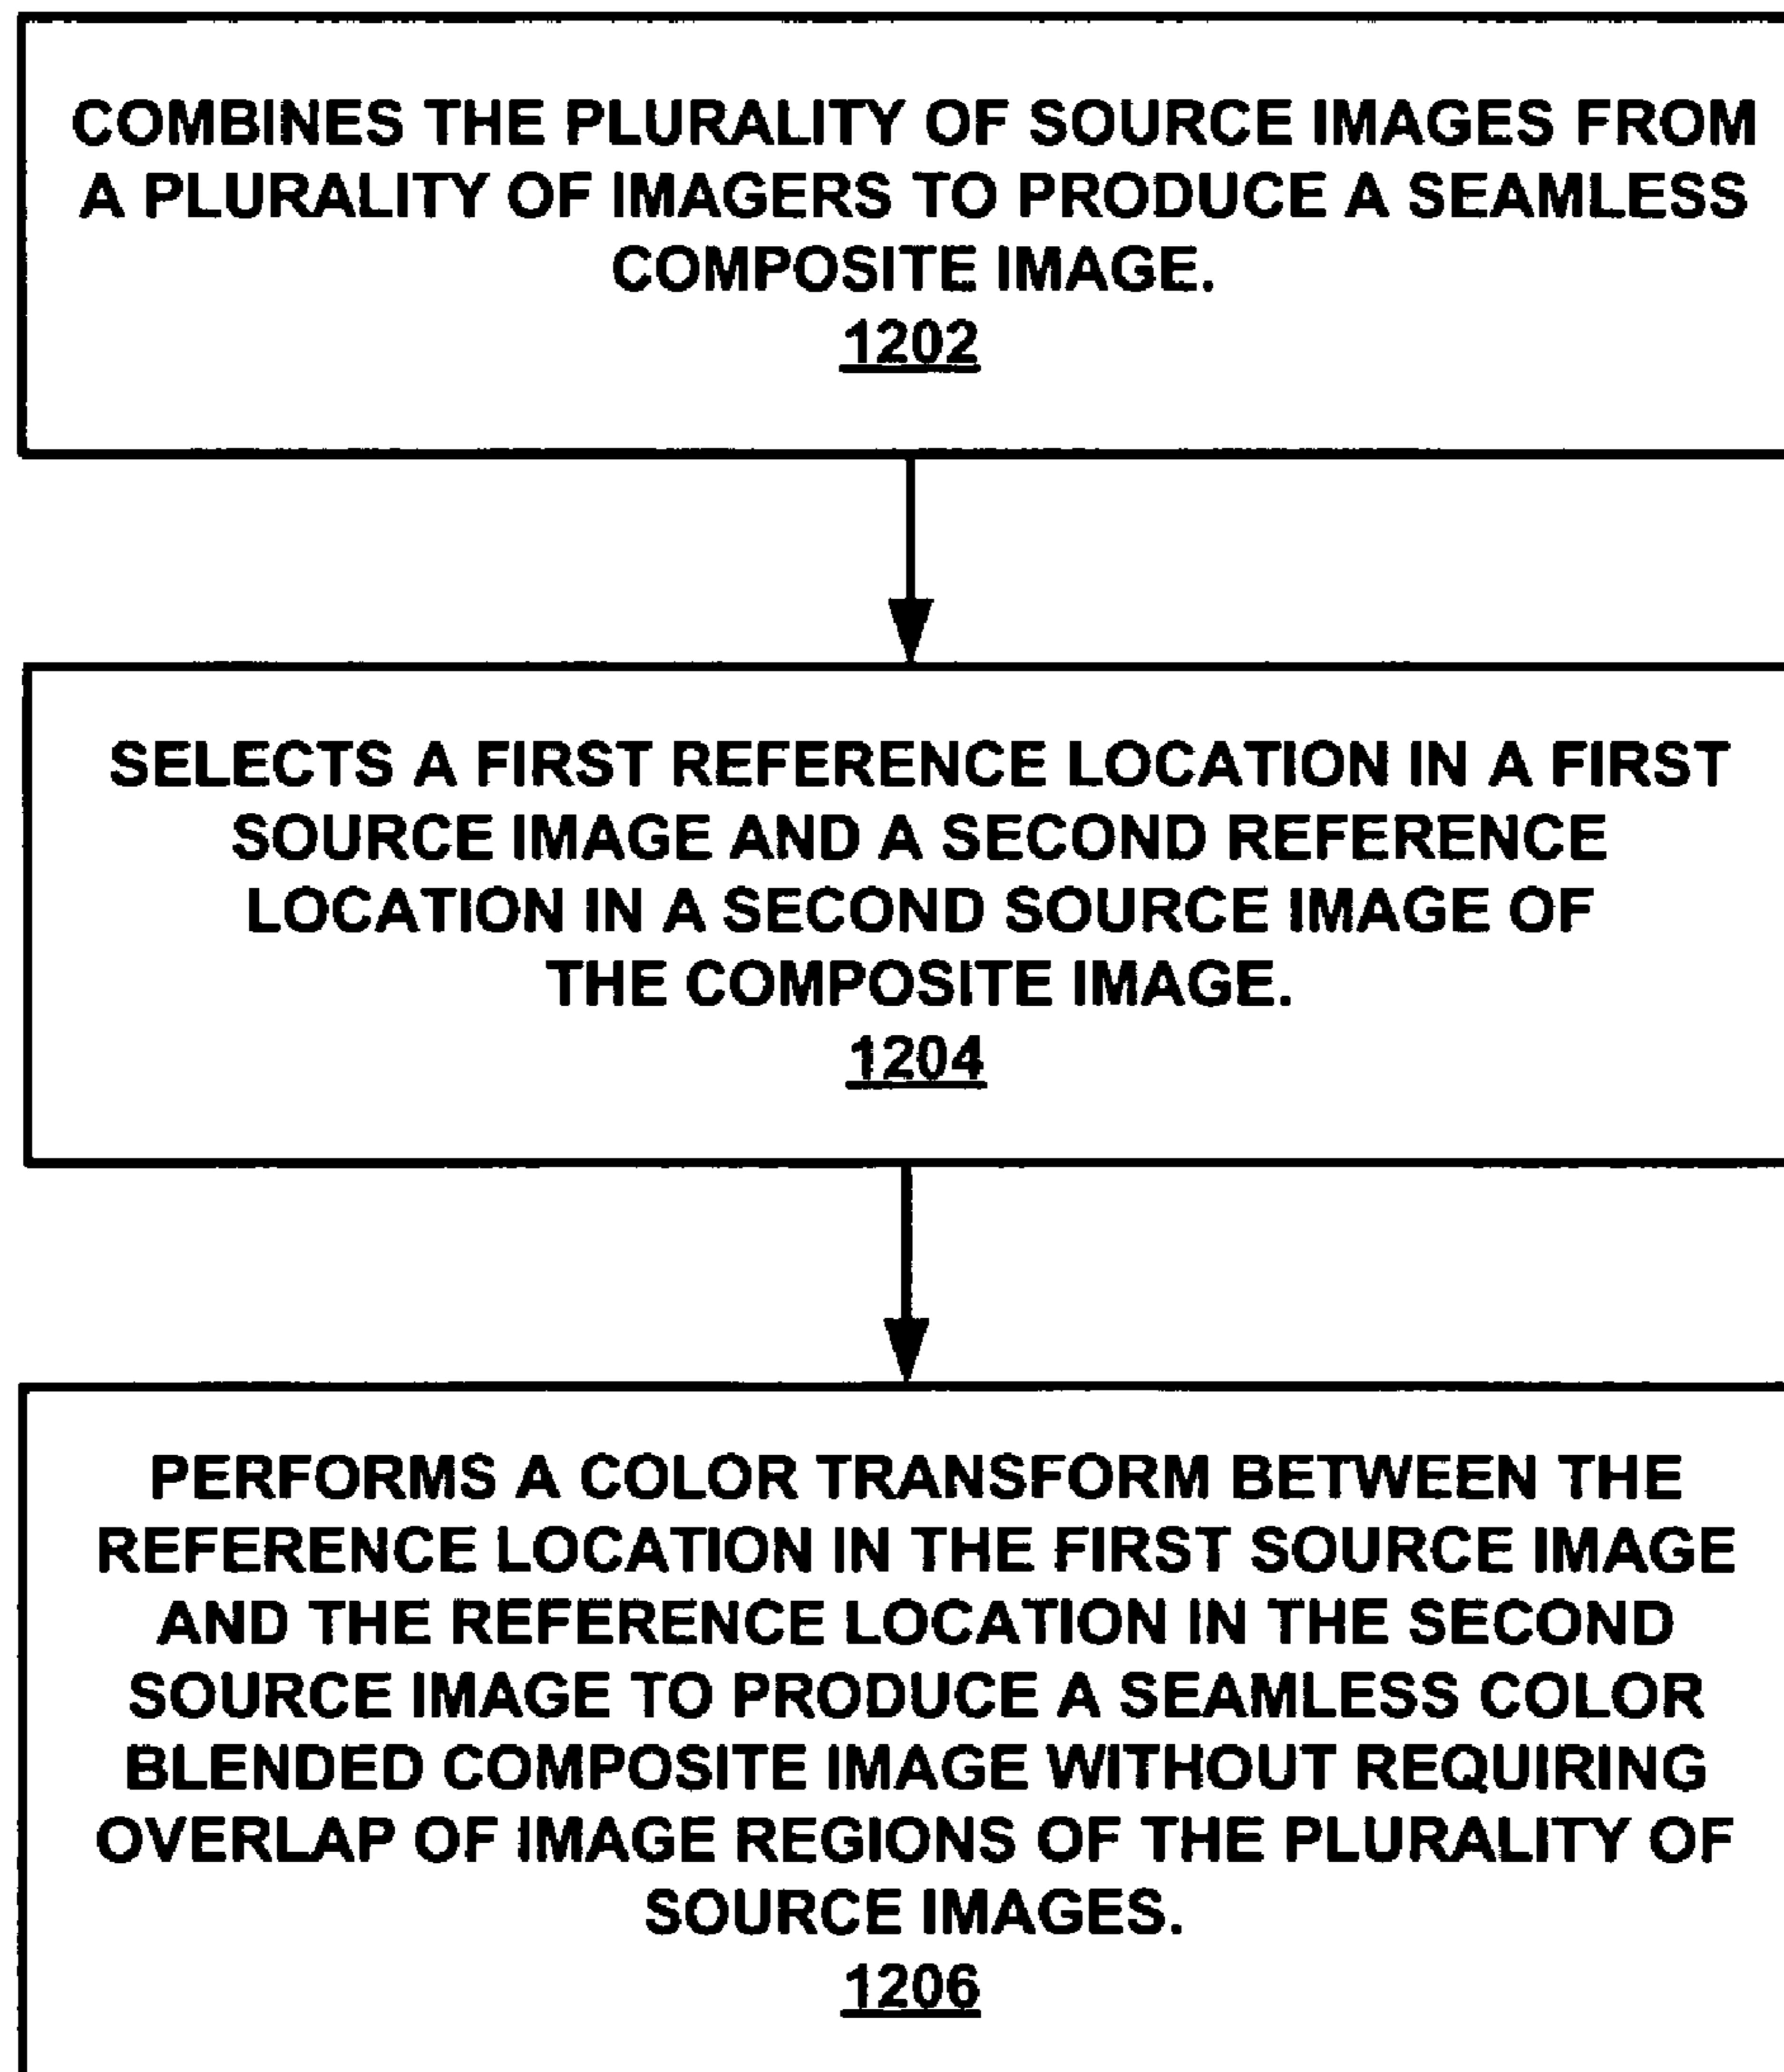 COMBINES THE PLURALITY OF SOURCE IMAGES FROM
A PLURALITY OF IMAGERS TO PRODUCE A SEAMLESS
COMPOSITE IMAGE.
1202
SELECTS A FIRST REFERENCE LOCATION IN A FIRST
SOURCE IMAGE AND A SECOND REFERENCE
LOCATION IN A SECOND SOURCE IMAGE OF
THE COMPOSITE IMAGE.
1204
PERFORMS A COLOR TRANSFORM BETWEEN THE
REFERENCE LOCATION IN THE FIRST SOURCE IMAGE
AND THE REFERENCE LOCATION IN THE SECOND
SOURCE IMAGE TO PRODUCE A SEAMLESS COLOR
BLENDED COMPOSITE IMAGE WITHOUT REQUIRING
OVERLAP OF IMAGE REGIONS OF THE PLURALITY OF
SOURCE IMAGES.
1206